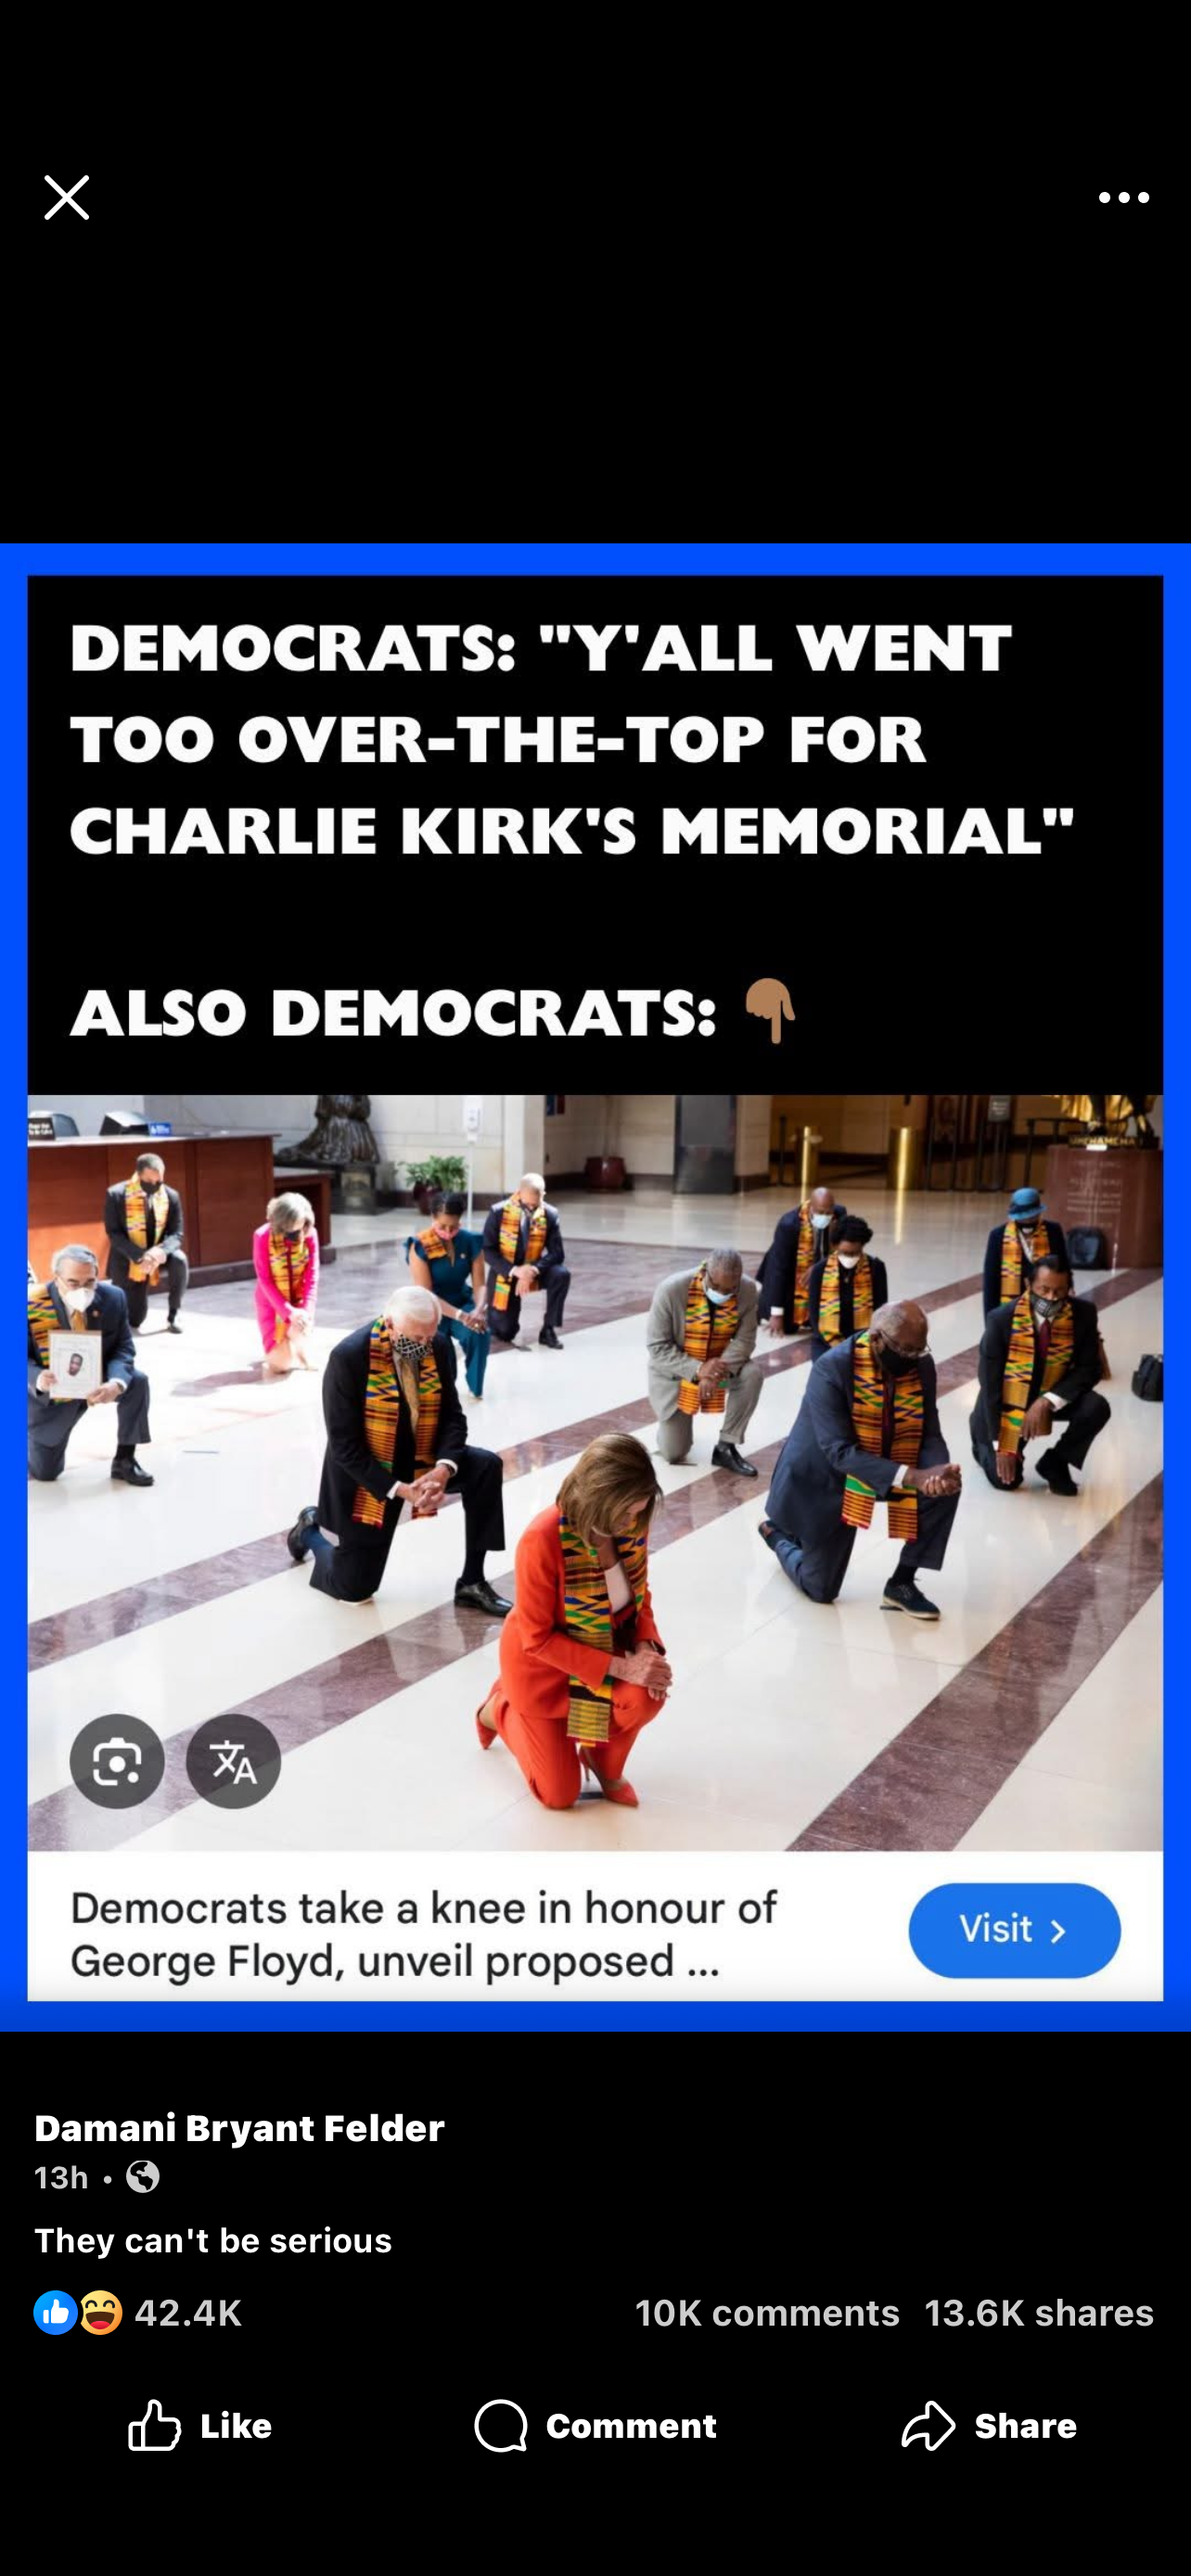 DEMOCRATS: "Y'ALL WENT
TOO OVER-THE-TOP FOR
CHARLIE KIRK'S MEMORIAL"
ALSO DEMOCRATS: 👇🏾
Democrats take a knee in honour of
George Floyd, unveil proposed ...
Visit >
Damani Bryant Felder
13h •
They can't be serious
42.4K
10K comments 13.6K shares
Like
Comment
Share